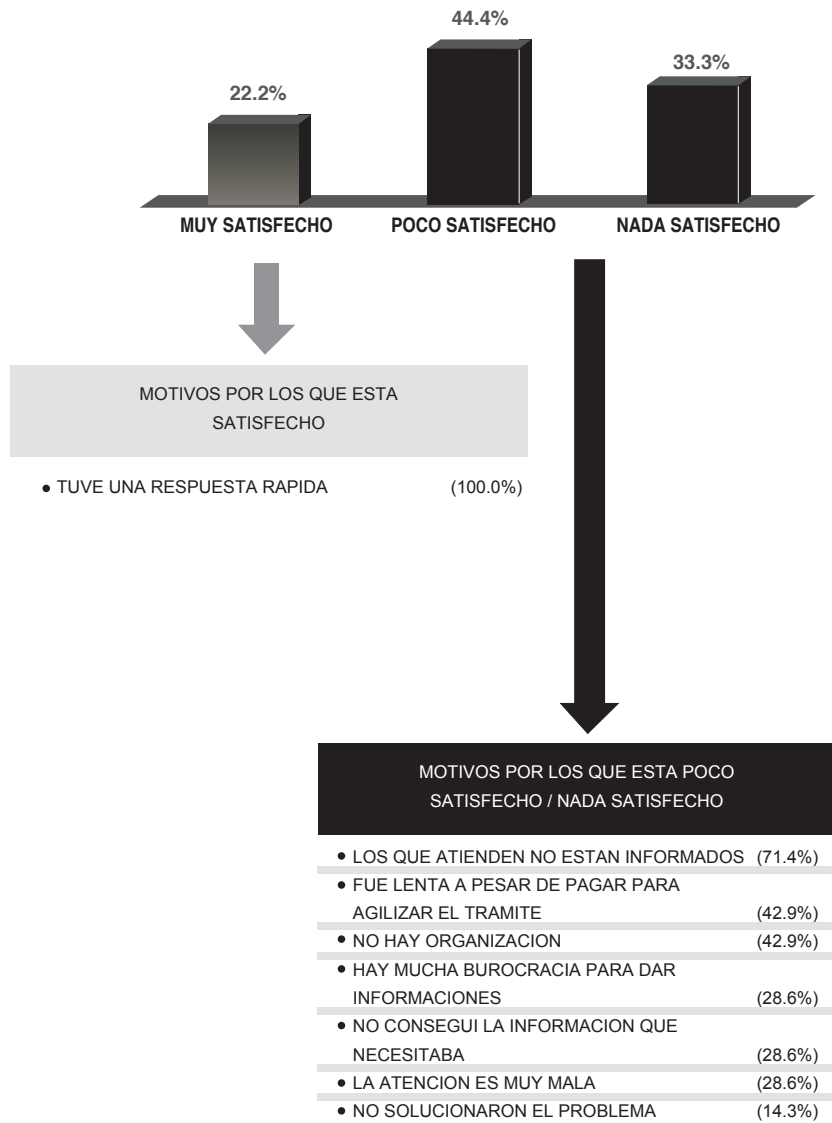 44.4%
33.3%
22.2%
MUY SATISFECHO POCO SATISFECHO NADA SATISFECHO
MOTIVOS POR LOS QUE ESTA
SATISFECHO
• TUVE UNA RESPUESTA RAPIDA (100.0%)
MOTIVOS POR LOS QUE ESTA POCO
SATISFECHO / NADA SATISFECHO
• LOS QUE ATIENDEN NO ESTAN INFORMADOS (71.4%)
• FUE LENTA A PESAR DE PAGAR PARA
AGILIZAR EL TRAMITE (42.9%)
• NO HAY ORGANIZACION (42.9%)
• HAY MUCHA BUROCRACIA PARA DAR
INFORMACIONES (28.6%)
• NO CONSEGUI LA INFORMACION QUE
NECESITABA (28.6%)
• LA ATENCION ES MUY MALA (28.6%)
• NO SOLUCIONARON EL PROBLEMA (14.3%)